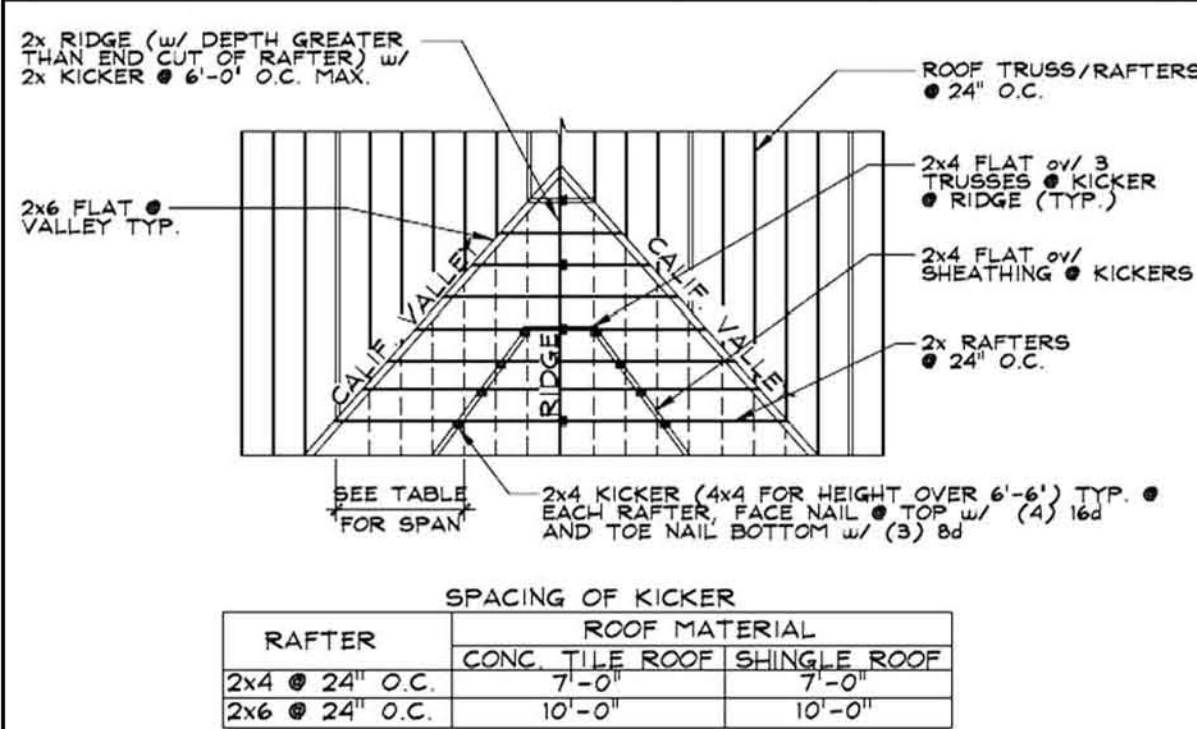 2x RIDGE (w/ DEPTH GREATER
THAN END CUT OF RAFTER) w/
2x KICKER @ 6'-0' O.C. MAX.
ROOF TRUSS/RAFTERS
@ 24" O.C.
2x4 FLAT ov/ 3
TRUSSES @ KICKER
@ RIDGE (TYP.)
2x6 FLAT @
VALLEY TYP.
CALIF. VALLEY
CALIF. VALLE
2x4 FLAT ov/
SHEATHING @ KICKERS
RIDGE
2x RAFTERS
@ 24" O.C.
SEE TABLE
FOR SPAN
2x4 KICKER (4x4 FOR HEIGHT OVER 6'-6') TYP. @
EACH RAFTER, FACE NAIL @ TOP w/ (4) 16d
AND TOE NAIL BOTTOM w/ (3) 8d
SPACING OF KICKER
RAFTER ROOF MATERIAL
CONC. TILE ROOF SHINGLE ROOF
2x4 @ 24" O.C. 7'-0" 7'-0"
2x6 @ 24" O.C. 10'-0" 10'-0"